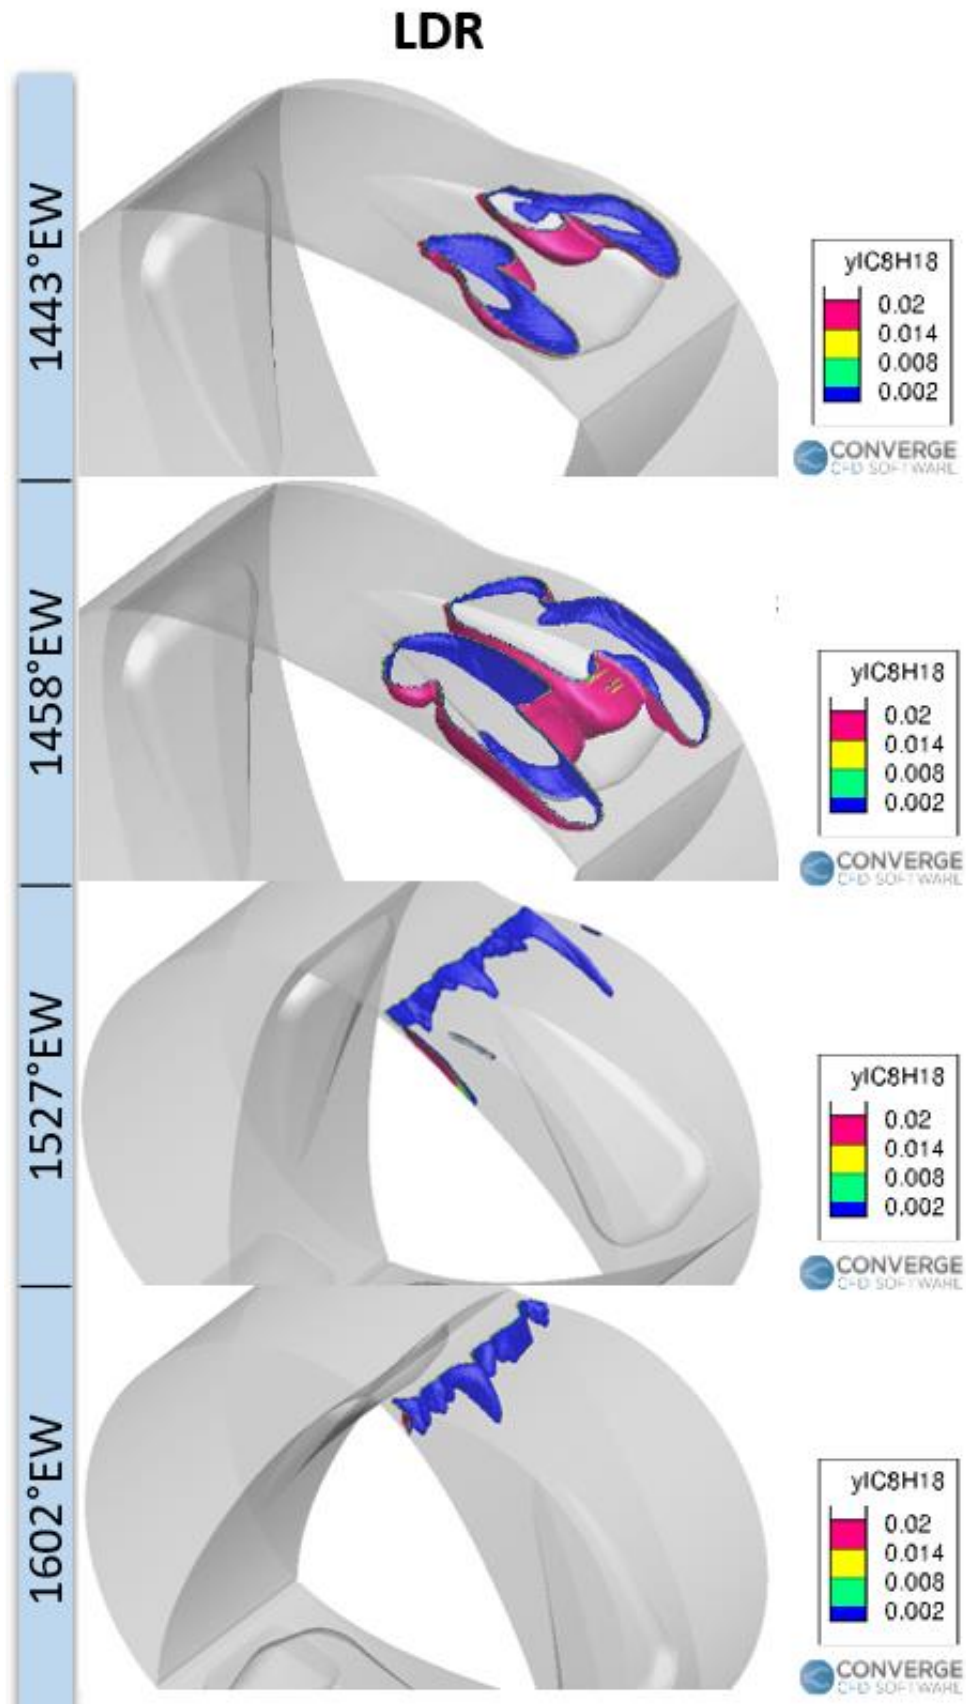 LDR
1443°EW
yIC8H18
0.02
0.014
0.008
0.002
CONVERGE
CFD SOFTWARE
1458°EW
yIC8H18
0.02
0.014
0.008
0.002
CONVERGE
CFD SOFTWARE
1527°EW
yIC8H18
0.02
0.014
0.008
0.002
CONVERGE
CFD SOFTWARE
1602°EW
yIC8H18
0.02
0.014
0.008
0.002
CONVERGE
CFD SOFTWARE